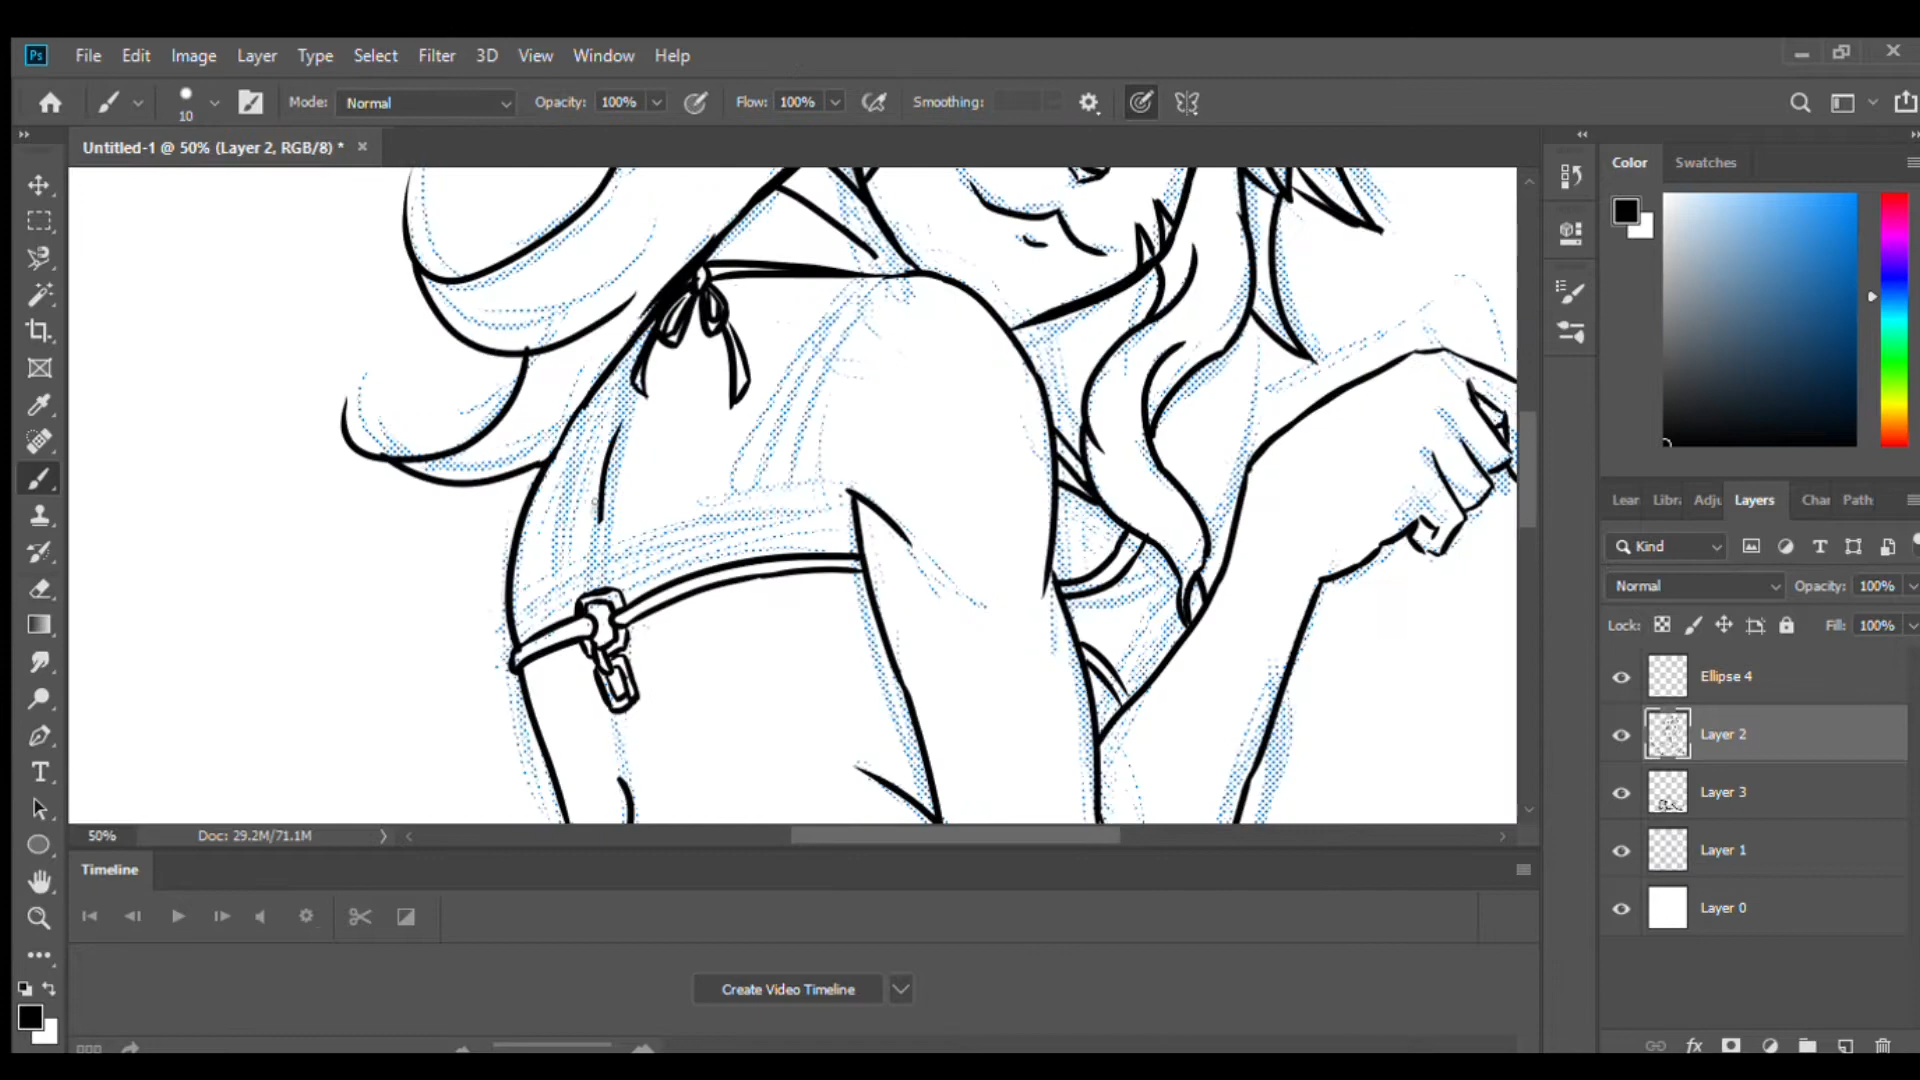 Ps File Edit Image Layer Type Select Filter 3D View Window Help
10 Mode: Normal Opacity: 100% Flow: 100% Smoothing:
Untitled-1 @ 50% (Layer 2, RGB/8) * ×
Color Swatches
Lear Libra Adju Layers Char Path
Kind
Normal Opacity: 100%
Lock: Fill: 100%
Ellipse 4
Layer 2
Layer 3
Layer 1
Layer 0
fx
50% Doc: 29.2M/71.1M
Timeline
Create Video Timeline